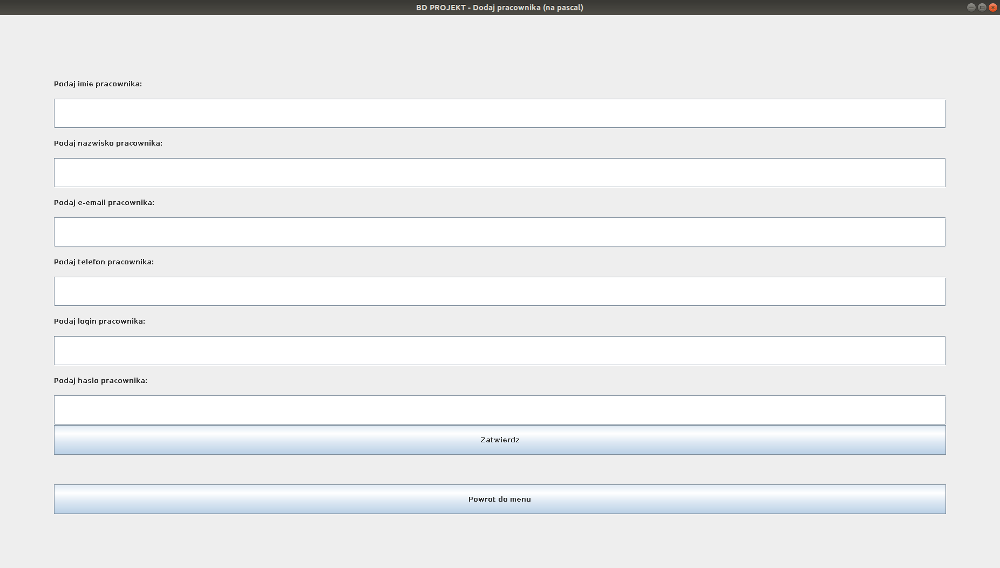 BD PROJEKT - Dodaj pracownika (na pascal)
Podaj imie pracownika:
Podaj nazwisko pracownika:
Podaj e-email pracownika:
Podaj telefon pracownika:
Podaj login pracownika:
Podaj haslo pracownika:
Zatwierdz
Powrot do menu